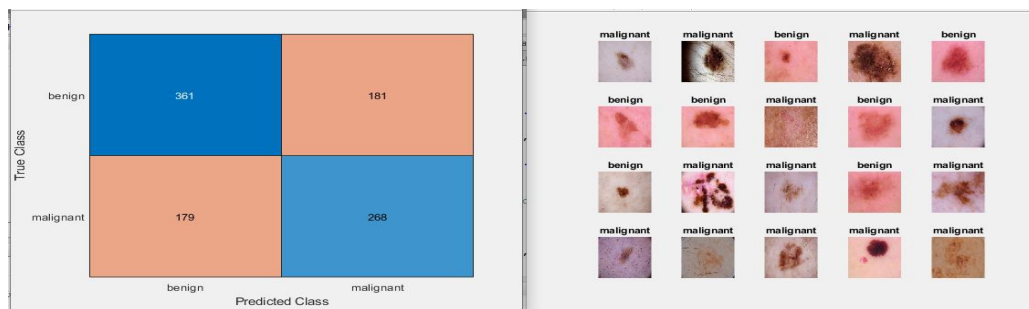 benign
361
181
malignant
179
268
benign
malignant
True Class
Predicted Class
malignant malignant benign malignant benign
benign benign malignant benign malignant
benign malignant malignant benign malignant
malignant malignant malignant malignant malignant